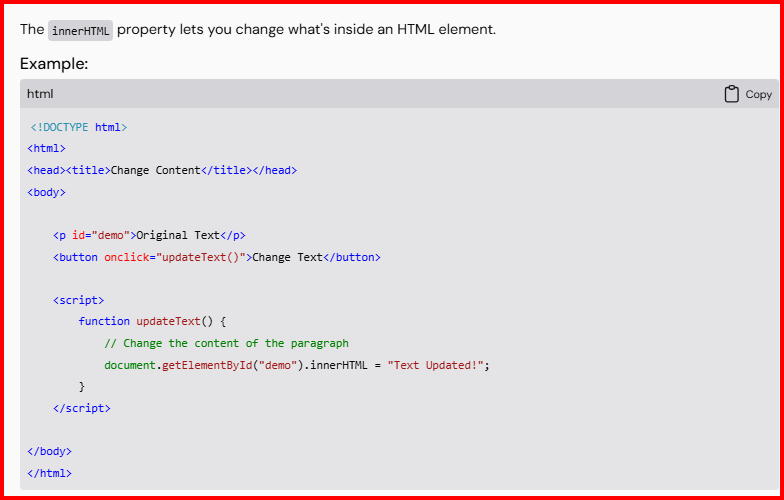 The innerHTML property lets you change what's inside an HTML element.
Example:
html
Copy
<!DOCTYPE html>
<html>
<head><title>Change Content</title></head>
<body>
    <p id="demo">Original Text</p>
    <button onclick="updateText()">Change Text</button>
    <script>
        function updateText() {
            // Change the content of the paragraph
            document.getElementById("demo").innerHTML = "Text Updated!";
        }
    </script>
</body>
</html>